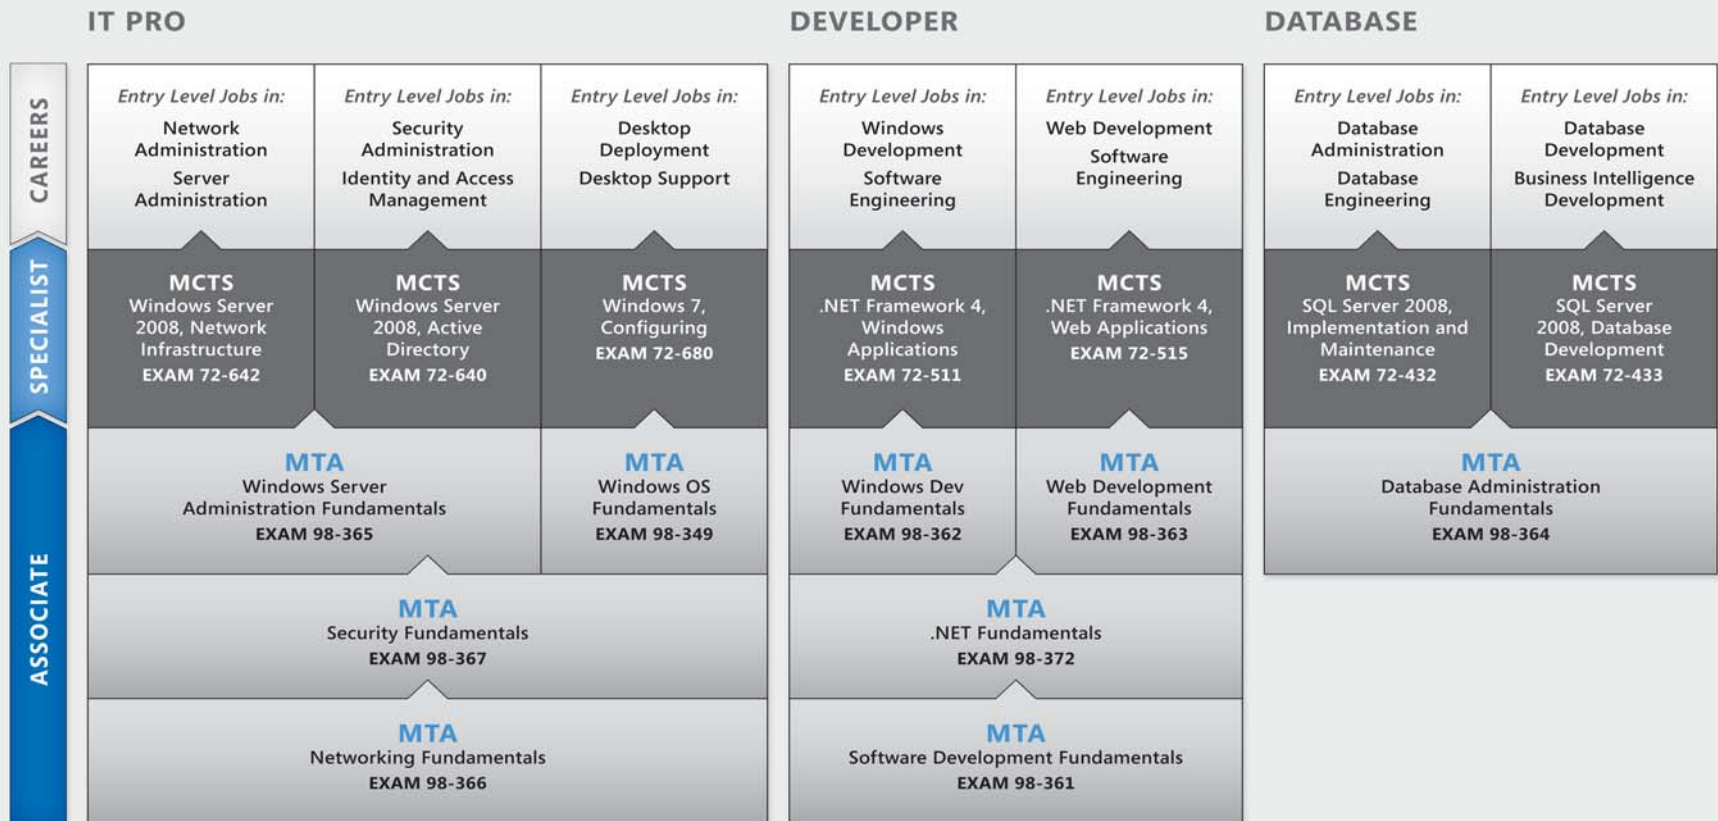 IT PRO
DEVELOPER
DATABASE
CAREERS
Entry Level Jobs in:
Network
Administration
Server
Administration
Entry Level Jobs in:
Security
Administration
Identity and Access
Management
Entry Level Jobs in:
Desktop
Deployment
Desktop Support
Entry Level Jobs in:
Windows
Development
Software
Engineering
Entry Level Jobs in:
Web Development
Software
Engineering
Entry Level Jobs in:
Database
Administration
Database
Engineering
Entry Level Jobs in:
Database
Development
Business Intelligence
Development
SPECIALIST
MCTS
Windows Server
2008, Network
Infrastructure
EXAM 72-642
MCTS
Windows Server
2008, Active
Directory
EXAM 72-640
MCTS
Windows 7,
Configuring
EXAM 72-680
MCTS
.NET Framework 4,
Windows
Applications
EXAM 72-511
MCTS
.NET Framework 4,
Web Applications
EXAM 72-515
MCTS
SQL Server 2008,
Implementation and
Maintenance
EXAM 72-432
MCTS
SQL Server
2008, Database
Development
EXAM 72-433
ASSOCIATE
MTA
Windows Server
Administration Fundamentals
EXAM 98-365
MTA
Windows OS
Fundamentals
EXAM 98-349
MTA
Windows Dev
Fundamentals
EXAM 98-362
MTA
Web Development
Fundamentals
EXAM 98-363
MTA
Database Administration
Fundamentals
EXAM 98-364
MTA
Security Fundamentals
EXAM 98-367
MTA
.NET Fundamentals
EXAM 98-372
MTA
Networking Fundamentals
EXAM 98-366
MTA
Software Development Fundamentals
EXAM 98-361